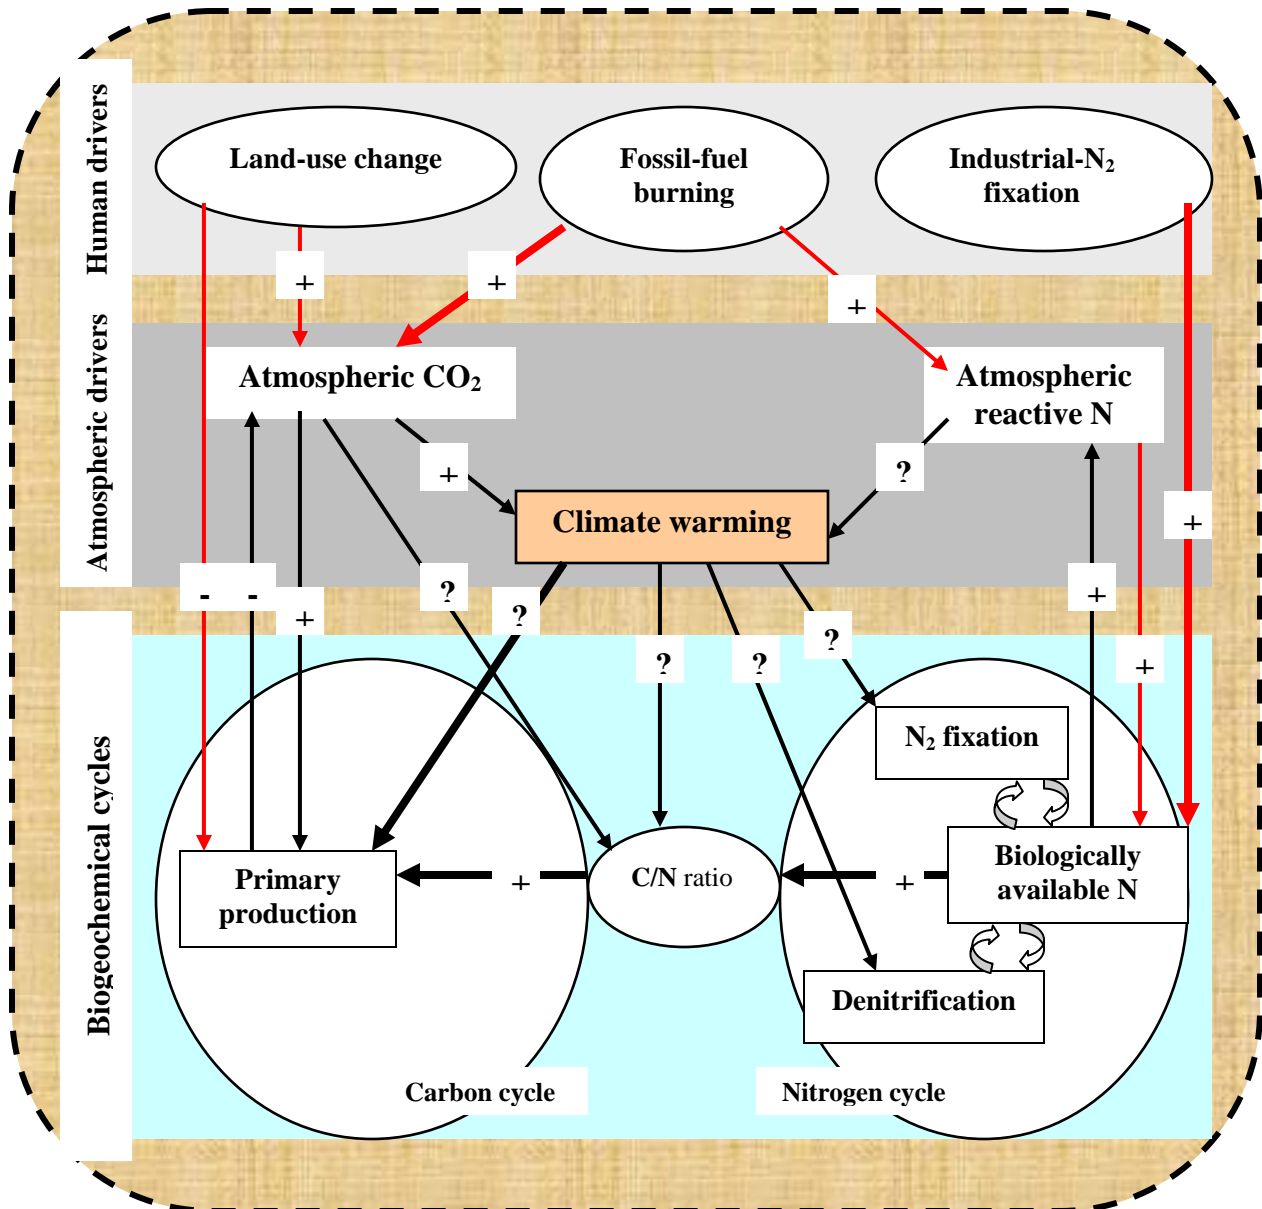 Human drivers
Land-use change
Fossil-fuel
burning
Industrial-N₂
fixation
+
+
+
Atmospheric drivers
Atmospheric CO₂
Atmospheric
reactive N
+
?
Climate warming
+
-
-
+
?
?
+
?
?
?
+
Biogeochemical cycles
N₂ fixation
Primary
production
+
C/N ratio
+
Biologically
available N
Denitrification
Carbon cycle
Nitrogen cycle